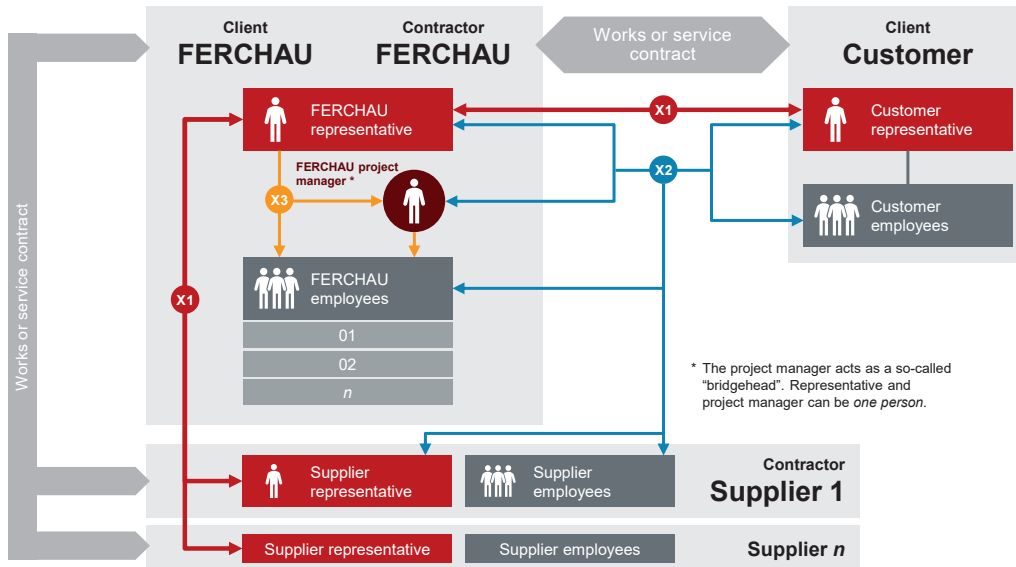 Client
FERCHAU
Contractor
FERCHAU
Works or service
contract
Client
Customer
FERCHAU
representative
X1
Customer
representative
FERCHAU project
manager *
X2
X3
Customer
employees
FERCHAU
employees
X1
01
02
n
Works or service contract
* The project manager acts as a so-called
“bridgehead”. Representative and
project manager can be one person.
Supplier
representative
Supplier
employees
Contractor
Supplier 1
Supplier representative
Supplier employees
Supplier n